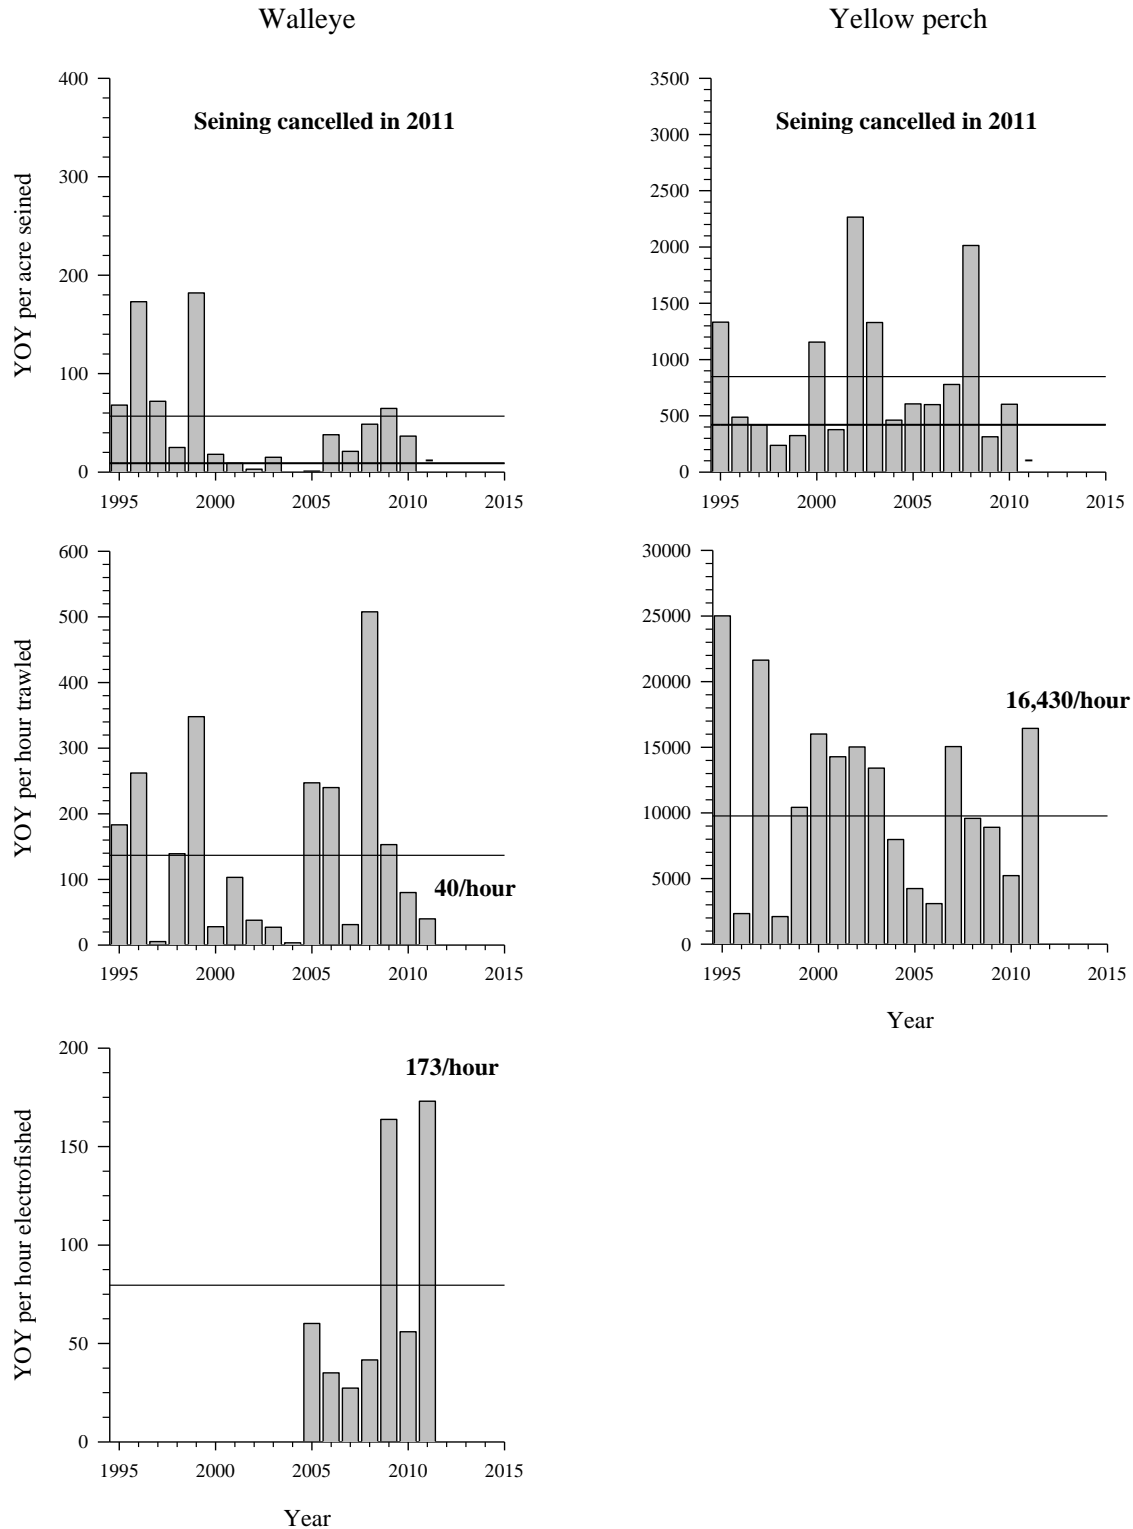 Walleye
Yellow perch
YOY per acre seined
400
300
200
100
0
Seining cancelled in 2011
1995 2000 2005 2010 2015
3500
3000
2500
2000
1500
1000
500
0
Seining cancelled in 2011
1995 2000 2005 2010 2015
YOY per hour trawled
600
500
400
300
200
100
0
40/hour
1995 2000 2005 2010 2015
30000
25000
20000
15000
10000
5000
0
16,430/hour
1995 2000 2005 2010 2015
Year
YOY per hour electrofished
200
150
100
50
0
173/hour
1995 2000 2005 2010 2015
Year